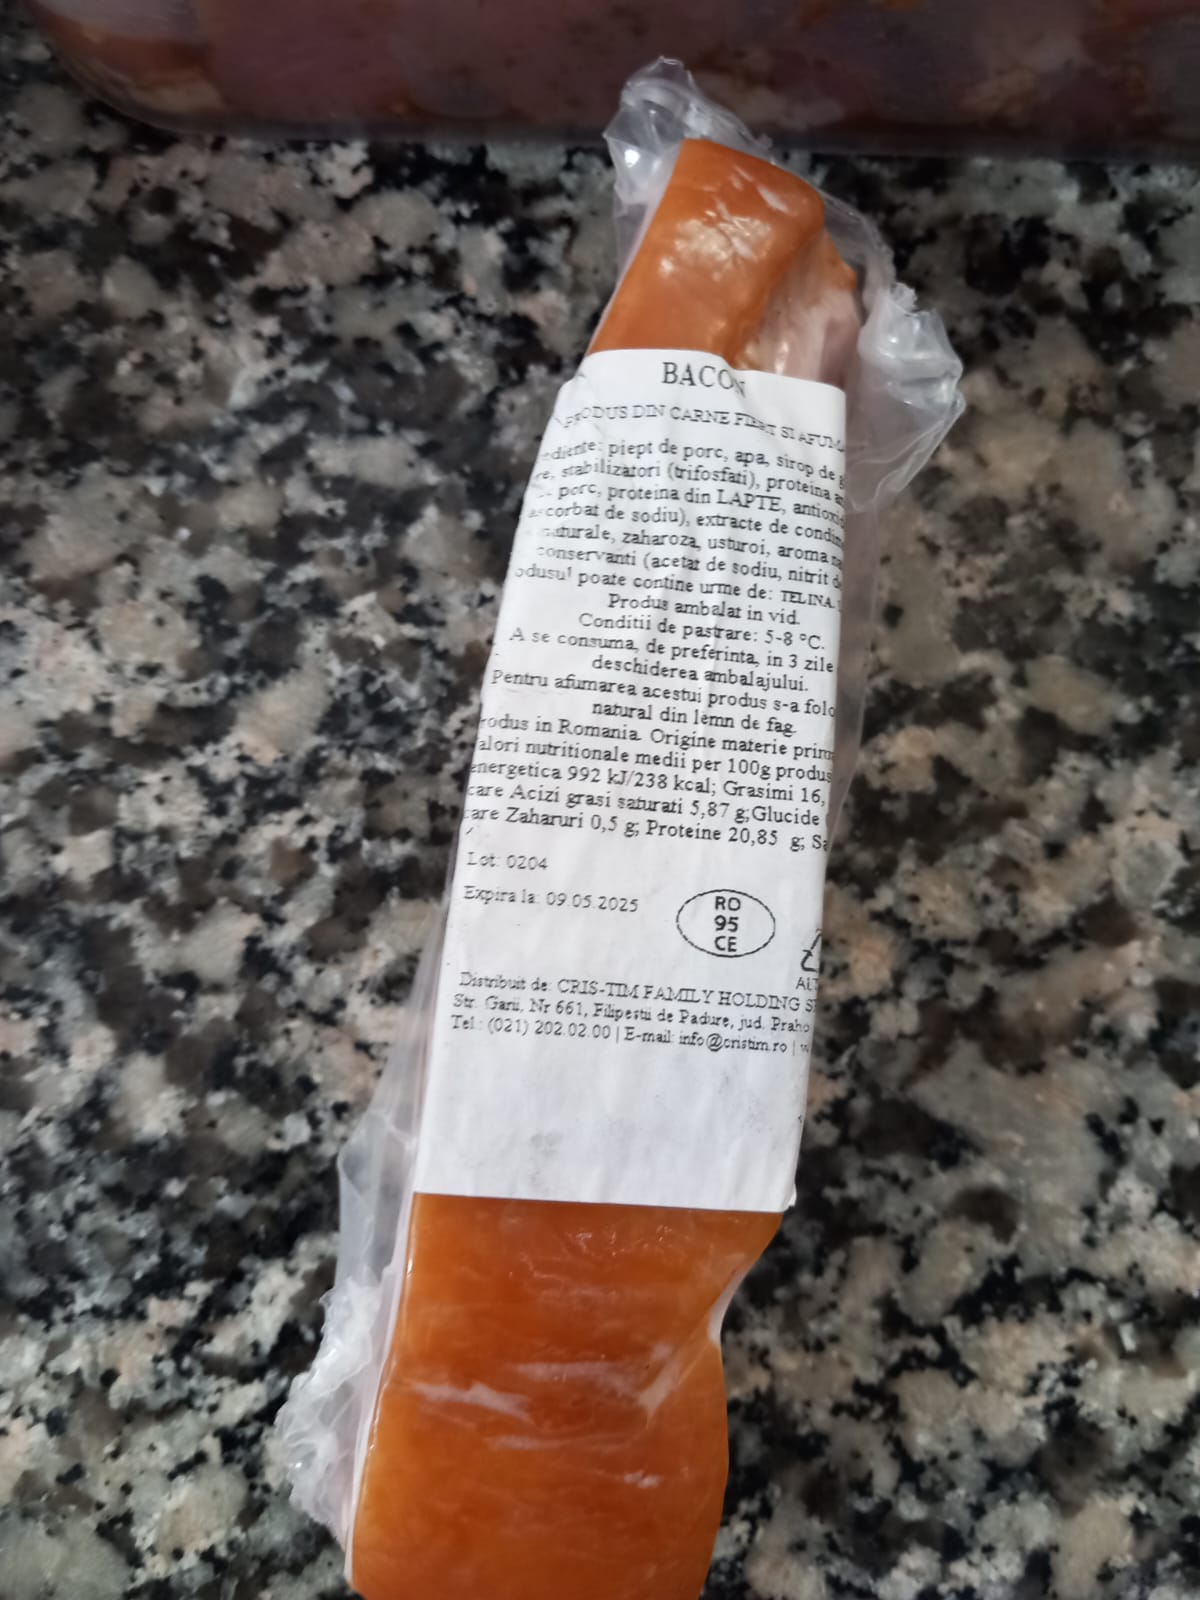 BACON
PRODUS DIN CARNE FIERT SI AFUM
ediente: piept de porc, apa, sirop de g
re, stabilizatori (trifosfati), proteina an
porc, proteina din LAPTE, antioxid
ascorbat de sodiu), extracte de condim
naturale, zaharoza, usturoi, aroma na
conservanti (acetat de sodiu, nitrit de
odusul poate contine urme de: TELINA,
Produs ambalat in vid.
Conditii de pastrare: 5-8 °C.
A se consuma, de preferinta, in 3 zile
deschiderea ambalajului.
Pentru afumarea acestui produs s-a folo
natural din lemn de fag.
rodus in Romania. Origine materie prim
alori nutritionale medii per 100g produs
energetica 992 kJ/238 kcal; Grasimi 16,
care Acizi grasi saturati 5,87 g;Glucide
care Zaharuri 0,5 g; Proteine 20,85 g; Sa
Lot: 0204
Expira la: 09.05.2025
RO
95
CE
Distribuit de: CRIS-TIM FAMILY HOLDING S
Str. Garii, Nr 661, Filipestii de Padure, jud. Praho
Tel.: (021) 202.02.00 | E-mail: info@cristim.ro | w